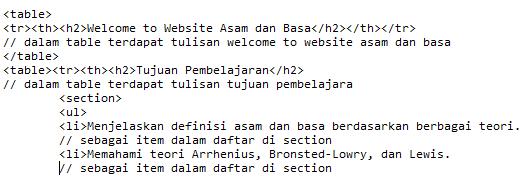 <table>
<tr><th><h2>Welcome to Website Asam dan Basa</h2></th></tr>
// dalam table terdapat tulisan welcome to website asam dan basa
</table>
<table><tr><th><h2>Tujuan Pembelajaran</h2>
// dalam table terdapat tulisan tujuan pembelajara
<section>
<ul>
<li>Menjelaskan definisi asam dan basa berdasarkan berbagai teori.
// sebagai item dalam daftar di section
<li>Memahami teori Arrhenius, Bronsted-Lowry, dan Lewis.
// sebagai item dalam daftar di section